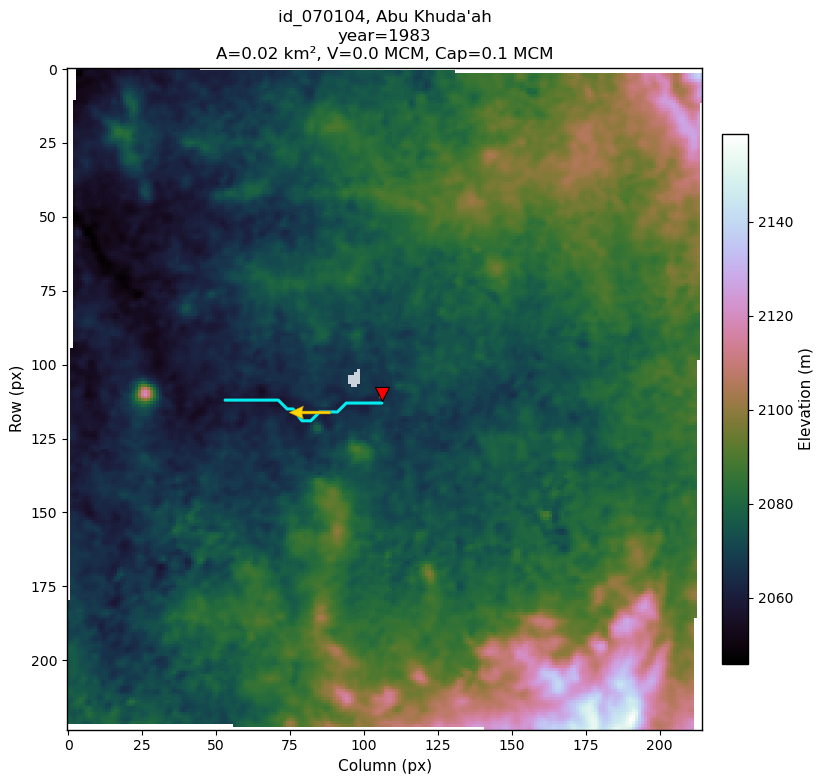 id_070104, Abu Khuda'ah
year=1983
A=0.02 km², V=0.0 MCM, Cap=0.1 MCM
0
25
50
75
100
125
150
175
200
Row (px)
0 25 50 75 100 125 150 175 200
Column (px)
2140
2120
2100
2080
2060
Elevation (m)